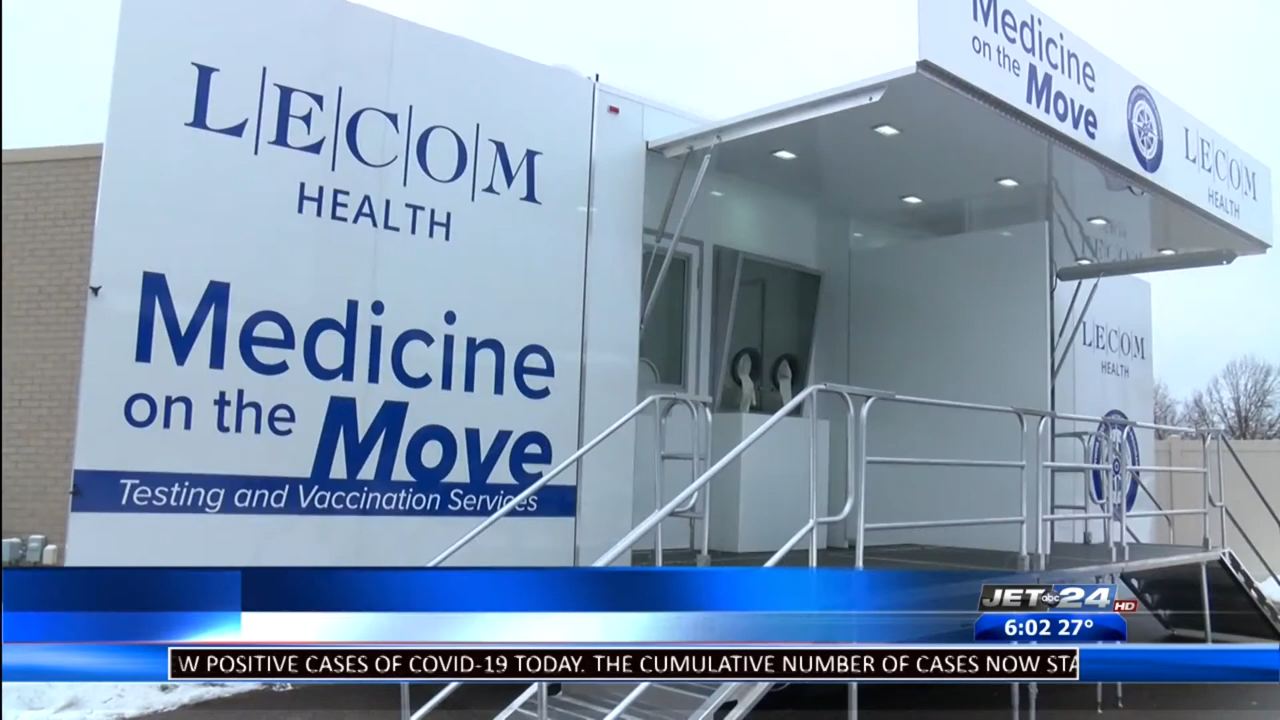 L|E|C|O|M
HEALTH
Medicine
on the Move
Testing and Vaccination Services
Medicine
on the
Move
L|E|C|O|M
HEALTH
LECOM
L|E|C|O|M
HEALTH
JET abc 24 HD
6:02 27°
W POSITIVE CASES OF COVID-19 TODAY. THE CUMULATIVE NUMBER OF CASES NOW STA